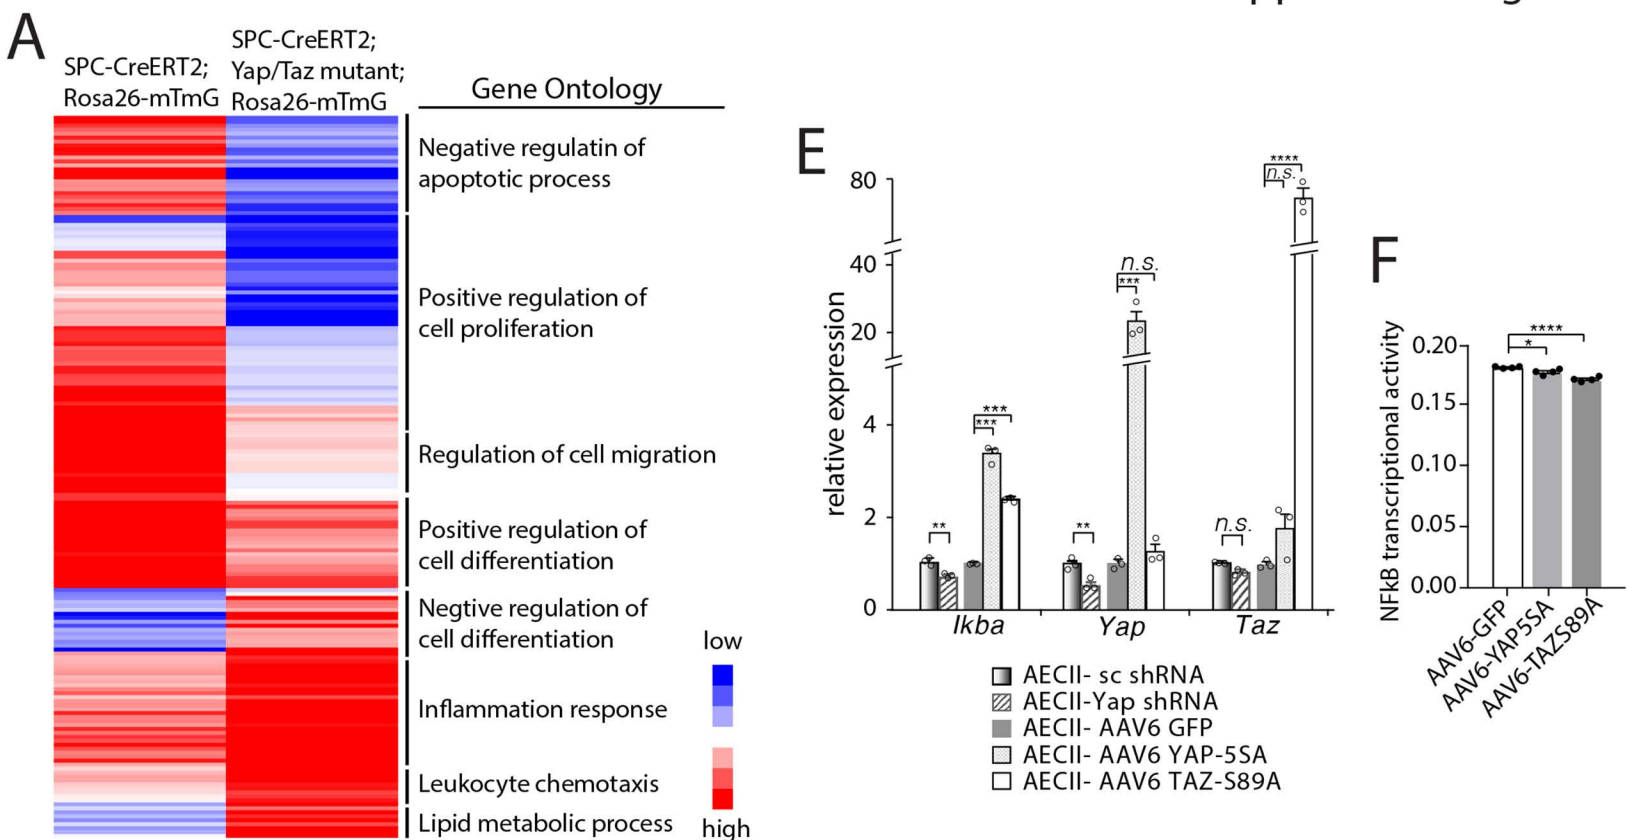 A
SPC-CreERT2;
Rosa26-mTmG
SPC-CreERT2;
Yap/Taz mutant;
Rosa26-mTmG
Gene Ontology
Negative regulatin of
apoptotic process
Positive regulation of
cell proliferation
Regulation of cell migration
Positive regulation of
cell differentiation
Negtive regulation of
cell differentiation
Inflammation response
Leukocyte chemotaxis
Lipid metabolic process
low
high
E
relative expression
80
40
20
4
2
0
**
***
***
**
***
n.s.
n.s.
n.s.
****
Ikba
Yap
Taz
AECII- sc shRNA
AECII-Yap shRNA
AECII- AAV6 GFP
AECII- AAV6 YAP-5SA
AECII- AAV6 TAZ-S89A
F
NFkB transcriptional activity
0.20
0.15
0.10
0.05
0.00
****
*
AAV6-GFP
AAV6-YAP5SA
AAV6-TAZS89A